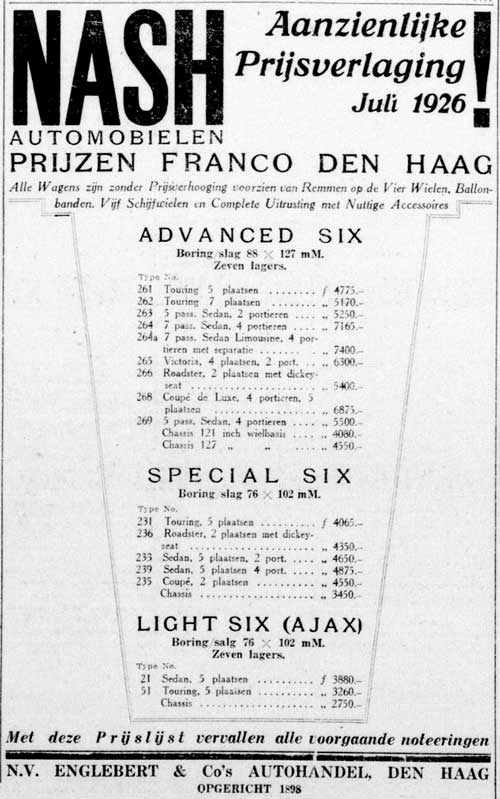 NASH
Aanzienlijke
Prijsverlaging
Juli 1926!
AUTOMOBIELEN
PRIJZEN FRANCO DEN HAAG
Alle Wagens zijn zonder Prijsverhooging voorzien van Remmen op de Vier Wielen, Ballon-
banden. Vijf Schijfwielen en Complete Uitrusting met Nuttige Accessoires
ADVANCED SIX
Boring/slag 88 × 127 mM.
Zeven lagers.
Type No.
261 Touring 5 plaatsen ........ f 4775.-
262 Touring 7 plaatsen ........ „ 5170.-
263 5 pass. Sedan, 2 portieren .... „ 5250.-
264 7 pass. Sedan, 4 portieren .... „ 7165.-
264a 7 pass. Sedan Limousine, 4 por-
tieren met separatie .......... „ 7400.-
265 Victoria, 4 plaatsen, 2 port. .. „ 6300.-
266 Roadster, 2 plaatsen met dickey-
seat .................... „ 5400.-
268 Coupé de Luxe, 4 portieren, 5
plaatsen ................ „ 6875.-
269 5 pass. Sedan, 4 portieren .... „ 5500.-
Chassis 121 inch wielbasis .... „ 4080.-
Chassis 127 „ „ .... „ 4550.-
SPECIAL SIX
Boring slag 76 × 102 mM.
Type No.
231 Touring, 5 plaatsen .......... f 4065.-
236 Roadster, 2 plaatsen met dickey-
seat .................... „ 4350.-
233 Sedan, 5 plaatsen, 2 port. .... „ 4650.-
239 Sedan, 5 plaatsen 4 port. .... „ 4875.-
235 Coupé, 2 plaatsen .......... „ 4550.-
Chassis .................. „ 3450.-
LIGHT SIX (AJAX)
Boring/salg 76 × 102 mM.
Zeven lagers.
Type No.
21 Sedan, 5 plaatsen .......... f 3880.-
51 Touring, 5 plaatsen .......... „ 3260.-
Chassis .................. „ 2750.-
Met deze Prijslijst vervallen alle voorgaande noteeringen
N.V. ENGLEBERT & Co's AUTOHANDEL, DEN HAAG
OPGERICHT 1898